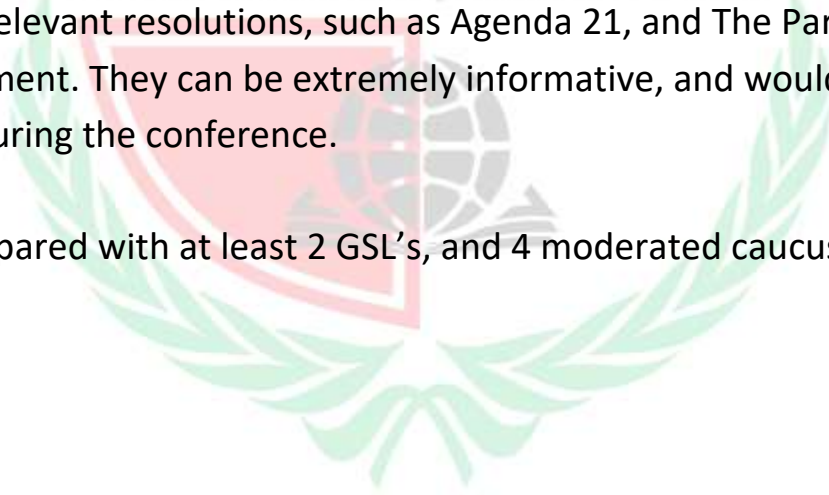 elevant resolutions, such as Agenda 21, and The Par
ment. They can be extremely informative, and would
uring the conference.
pared with at least 2 GSL’s, and 4 moderated caucus